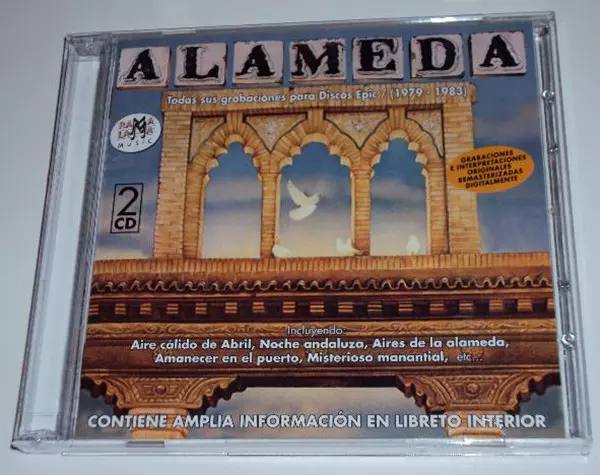 ALAMEDA
Todas sus grabaciones para Discos Epic / (1979 - 1983)
RAMA
LAMA
MUSIC
GRABACIONES
E INTERPRETACIONES
ORIGINALES
REMASTERIZADAS
DIGITALMENTE
2
CD
Incluyendo:
Aire cálido de Abril, Noche andaluza, Aires de la alameda,
Amanecer en el puerto, Misterioso manantial, etc...
CONTIENE AMPLIA INFORMACIÓN EN LIBRETO INTERIOR